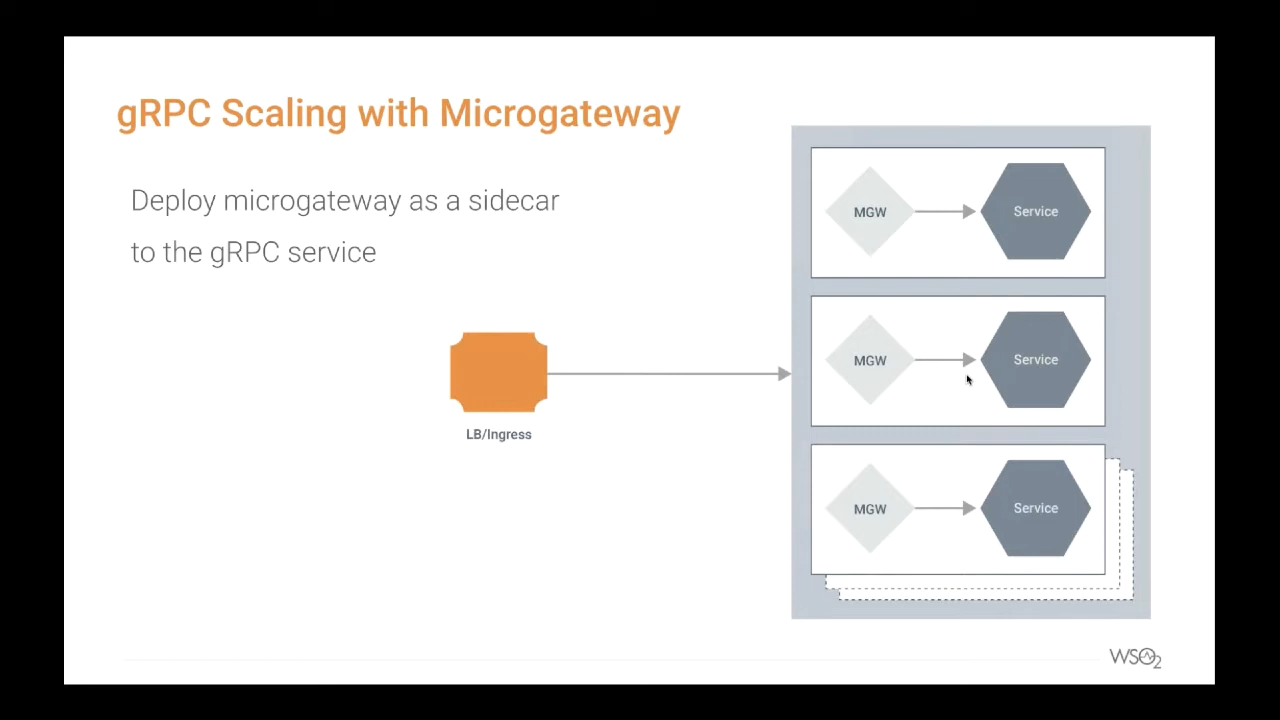 gRPC Scaling with Microgateway
Deploy microgateway as a sidecar
to the gRPC service
LB/Ingress
MGW
Service
MGW
Service
MGW
Service
WSO2